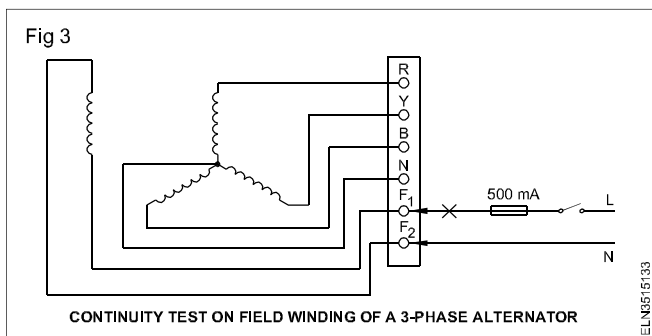 Fig 3
R
Y
B
N
F1
F2
500 mA
L
N
CONTINUITY TEST ON FIELD WINDING OF A 3-PHASE ALTERNATOR
ELN3515133